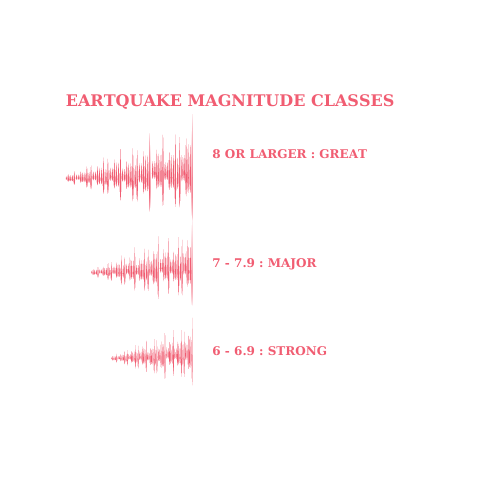 EARTQUAKE MAGNITUDE CLASSES
8 OR LARGER : GREAT
7 - 7.9 : MAJOR
6 - 6.9 : STRONG